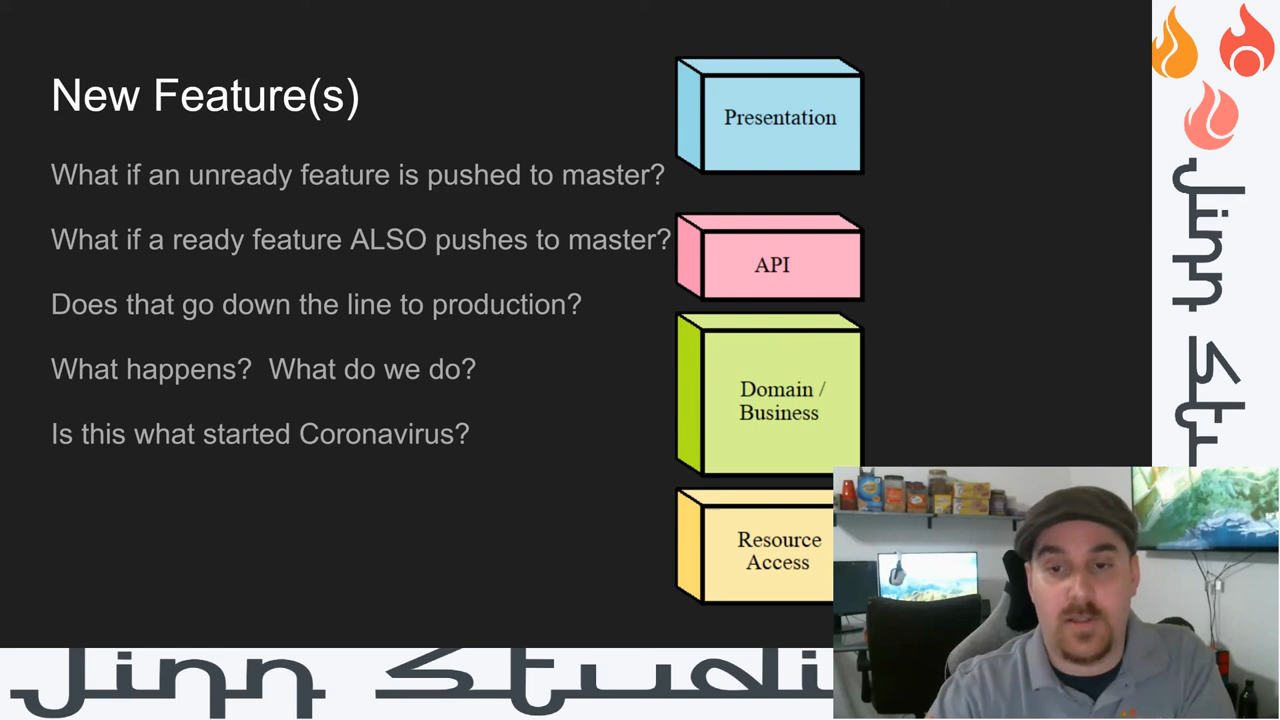 New Feature(s)
What if an unready feature is pushed to master?
What if a ready feature ALSO pushes to master?
Does that go down the line to production?
What happens?  What do we do?
Is this what started Coronavirus?
Presentation
API
Domain /
Business
Resource
Access
Jinn Stu
Jinn Studi